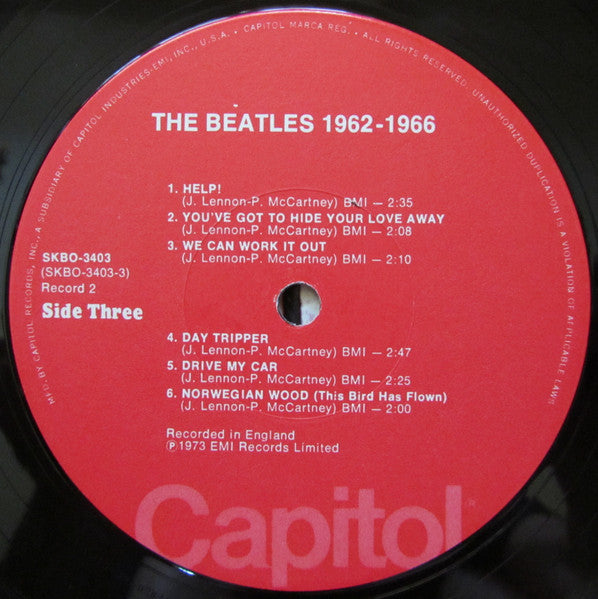 MFD. BY CAPITOL RECORDS, INC., A SUBSIDIARY OF CAPITOL INDUSTRIES-EMI, INC., U.S.A. • CAPITOL MARCA REG. • ALL RIGHTS RESERVED. UNAUTHORIZED DUPLICATION IS A VIOLATION OF APPLICABLE LAWS.
THE BEATLES 1962-1966
1. HELP!
(J. Lennon-P. McCartney) BMI — 2:35
2. YOU'VE GOT TO HIDE YOUR LOVE AWAY
(J. Lennon-P. McCartney) BMI — 2:08
3. WE CAN WORK IT OUT
(J. Lennon-P. McCartney) BMI — 2:10
SKBO-3403
(SKBO-3403-3)
Record 2
Side Three
4. DAY TRIPPER
(J. Lennon-P. McCartney) BMI — 2:47
5. DRIVE MY CAR
(J. Lennon-P. McCartney) BMI — 2:25
6. NORWEGIAN WOOD (This Bird Has Flown)
(J. Lennon-P. McCartney) BMI — 2:00
Recorded in England
℗1973 EMI Records Limited
Capitol®